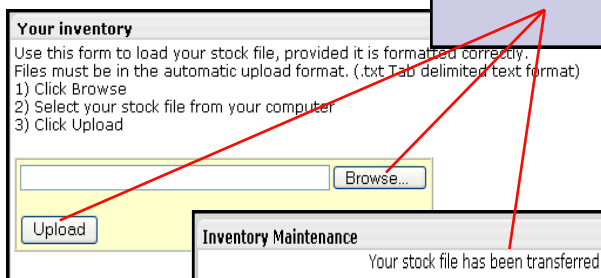 Your inventory
Use this form to load your stock file, provided it is formatted correctly.
Files must be in the automatic upload format. (.txt Tab delimited text format)
1) Click Browse
2) Select your stock file from your computer
3) Click Upload
Browse...
Upload
Inventory Maintenance
Your stock file has been transferred